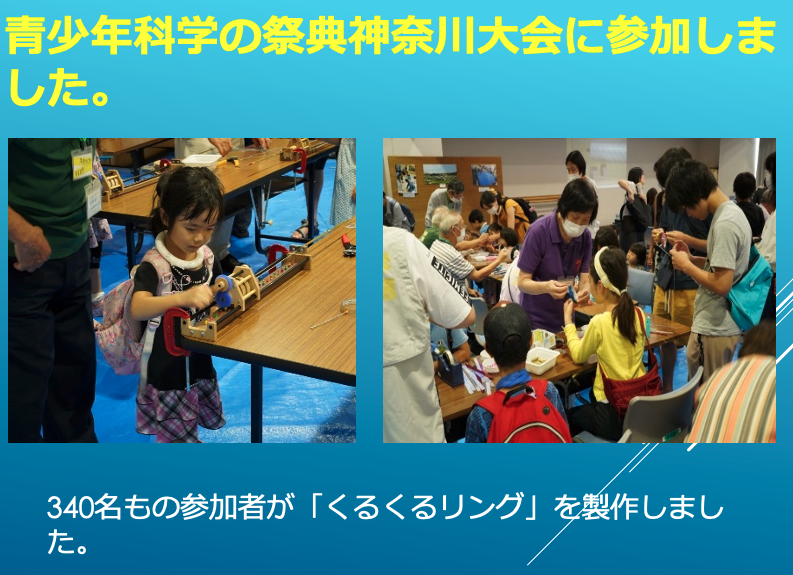 青少年科学の祭典神奈川大会に参加しま
した。
340名もの参加者が「くるくるリング」を製作しまし
た。